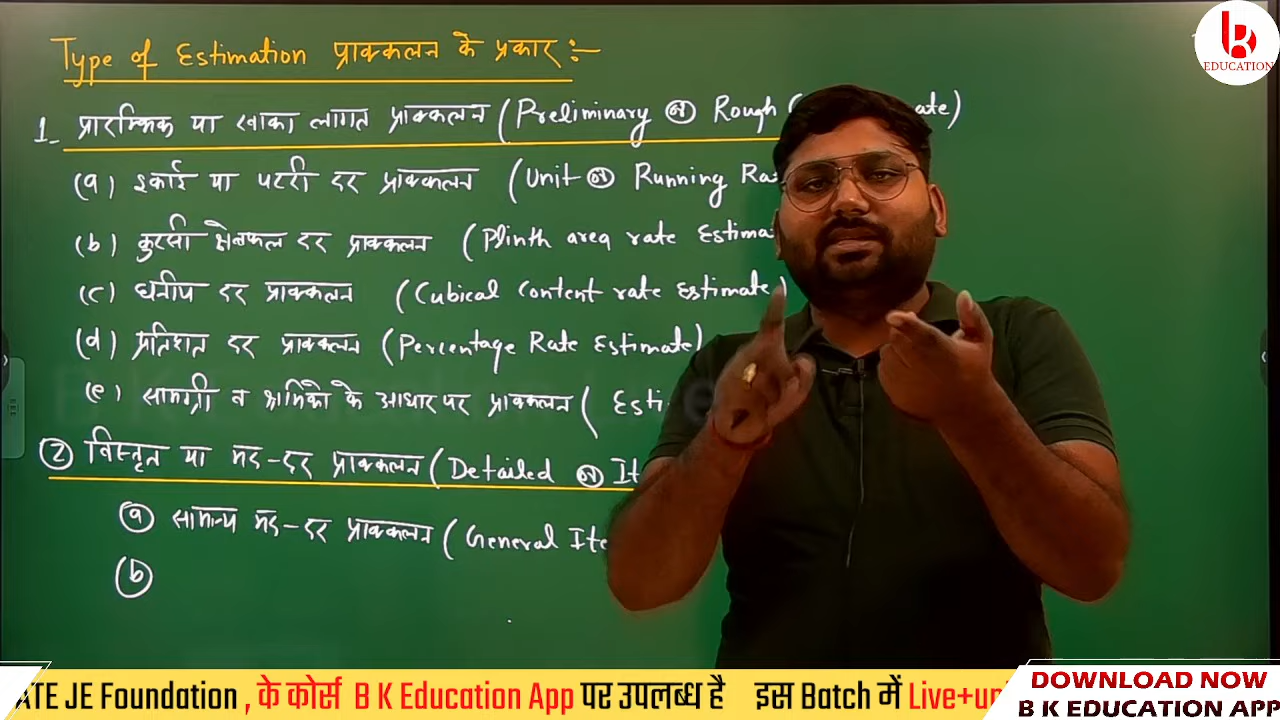 Type of Estimation प्राक्कलन के प्रकार :-
1- प्रारम्भिक या खाका लागत प्राक्कलन (Preliminary or Rough
(a) इकाई या पटरी दर प्राक्कलन (Unit or Running
(b) कुरसी क्षेत्रफल दर प्राक्कलन (Plinth area rate
(c) घनीय दर प्राक्कलन (Cubical Content rate Estimate)
(d) प्रतिशत दर प्राक्कलन (Percentage Rate Estimate)
(e) सामग्री व श्रमिको के आधार पर प्राक्कलन (
② विस्तृत या मद-दर प्राक्कलन (Detailed or
ⓐ सामान्य मद-दर प्राक्कलन (General
ⓑ
EDUCATION
JE Foundation , के कोर्स B K Education App पर उपलब्ध है इस Batch में
DOWNLOAD NOW
B K EDUCATION APP